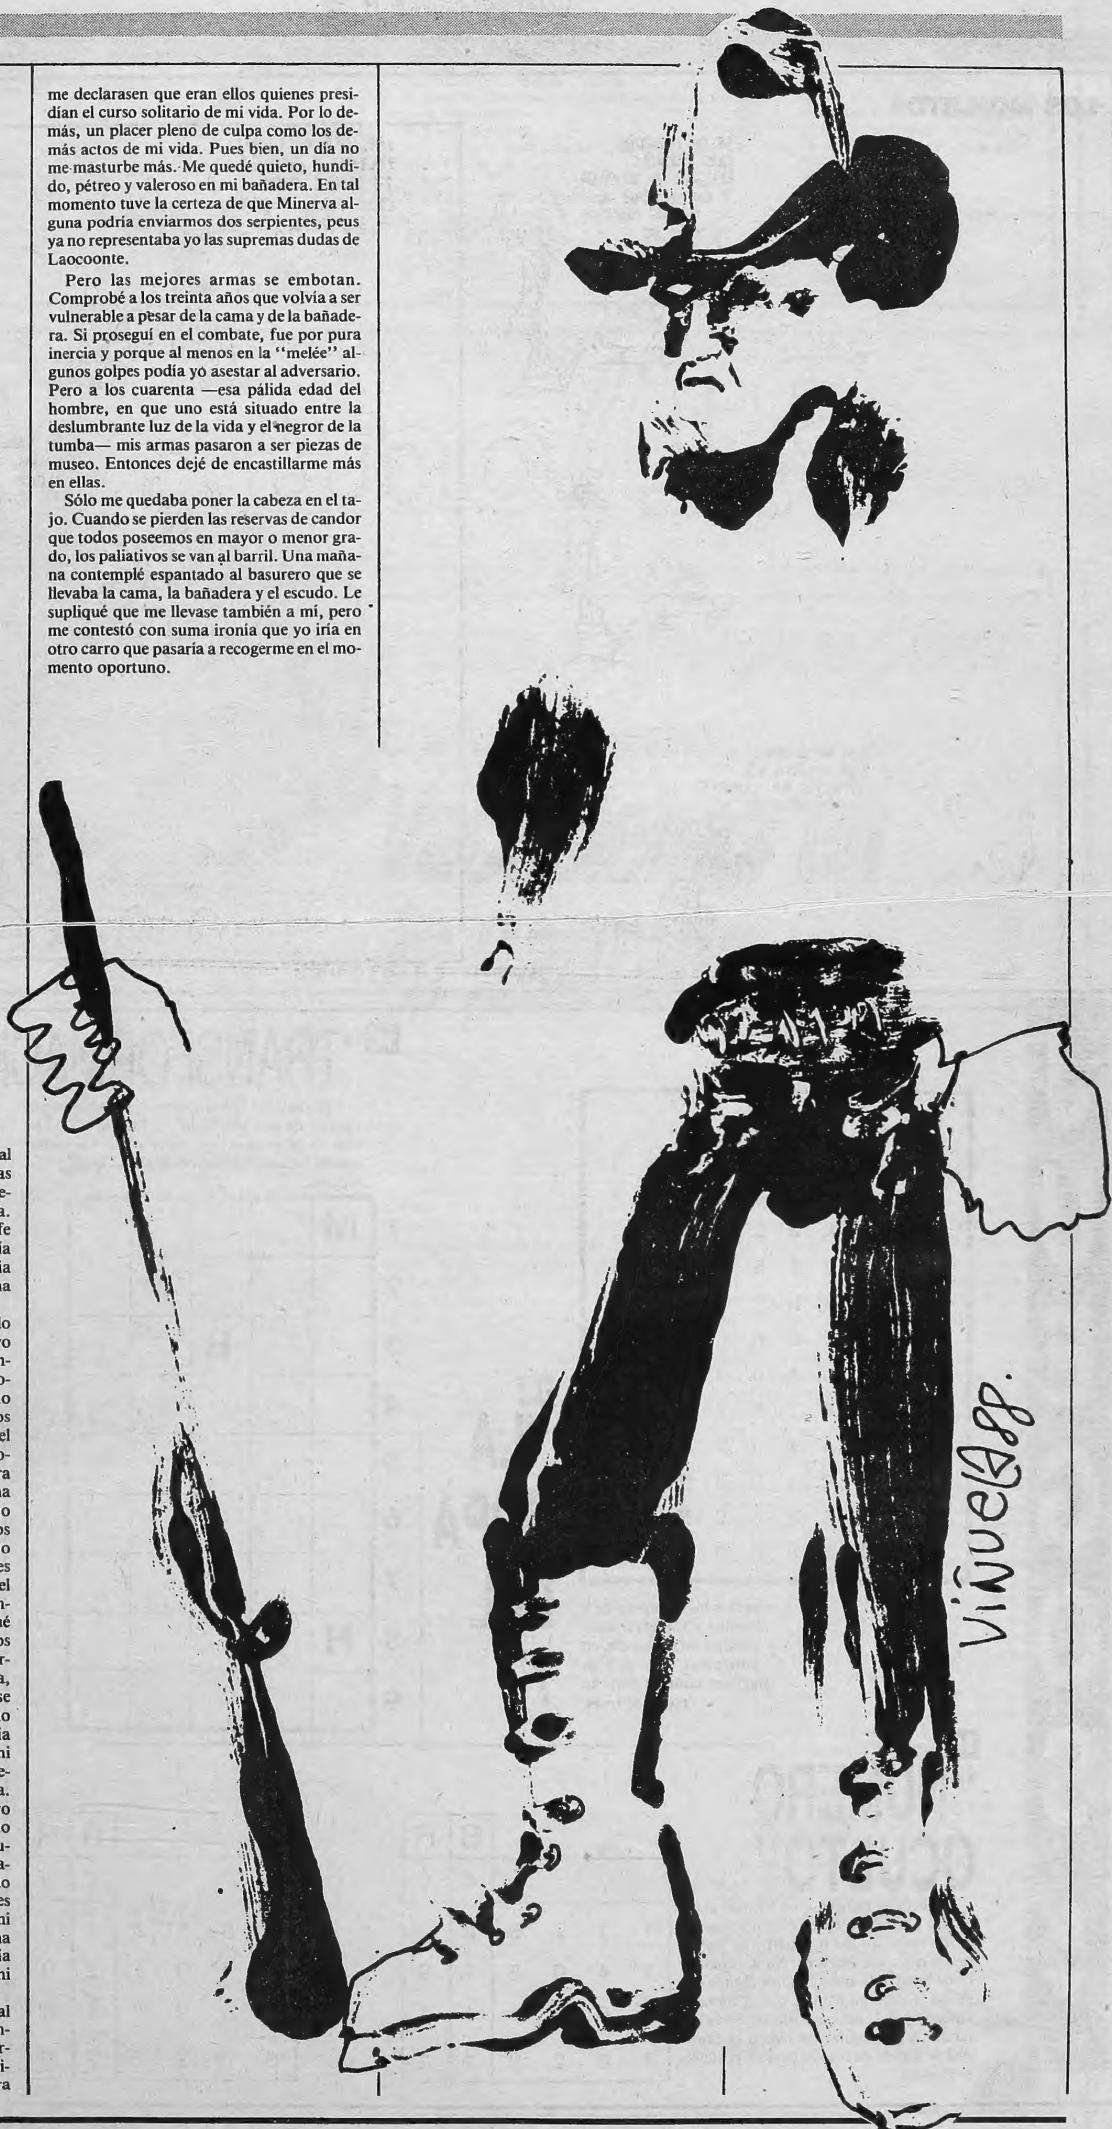 me declarasen que eran ellos quienes presi-
dían el curso solitario de mi vida. Por lo de-
más, un placer pleno de culpa como los de-
más actos de mi vida. Pues bien, un día no
me masturbe más. Me quedé quieto, hundi-
do, pétreo y valeroso en mi bañadera. En tal
momento tuve la certeza de que Minerva al-
guna podría enviarmos dos serpientes, peus
ya no representaba yo las supremas dudas de
Laocoonte.
Pero las mejores armas se embotan.
Comprobé a los treinta años que volvía a ser
vulnerable a pesar de la cama y de la bañade-
ra. Si proseguí en el combate, fue por pura
inercia y porque al menos en la "melée" al-
gunos golpes podía yo asestar al adversario.
Pero a los cuarenta —esa pálida edad del
hombre, en que uno está situado entre la
deslumbrante luz de la vida y el negror de la
tumba— mis armas pasaron a ser piezas de
museo. Entonces dejé de encastillarme más
en ellas.
Sólo me quedaba poner la cabeza en el ta-
jo. Cuando se pierden las reservas de candor
que todos poseemos en mayor o menor gra-
do, los paliativos se van al barril. Una maña-
na contemplé espantado al basurero que se
llevaba la cama, la bañadera y el escudo. Le
supliqué que me llevase también a mí, pero
me contestó con suma ironía que yo iría en
otro carro que pasaría a recogerme en el mo-
mento oportuno.